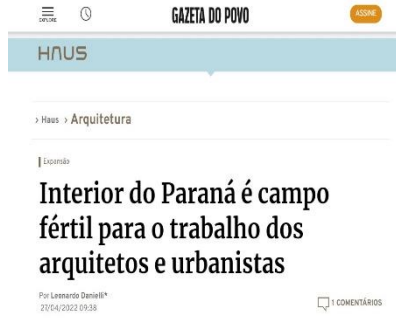 EXPLORE
GAZETA DO POVO
ASSINE
HAUS
> Haus > Arquitetura
Expansão
Interior do Paraná é campo
fértil para o trabalho dos
arquitetos e urbanistas
Por Leonardo Danielli*
27/04/2022 09:38
1 COMENTÁRIOS